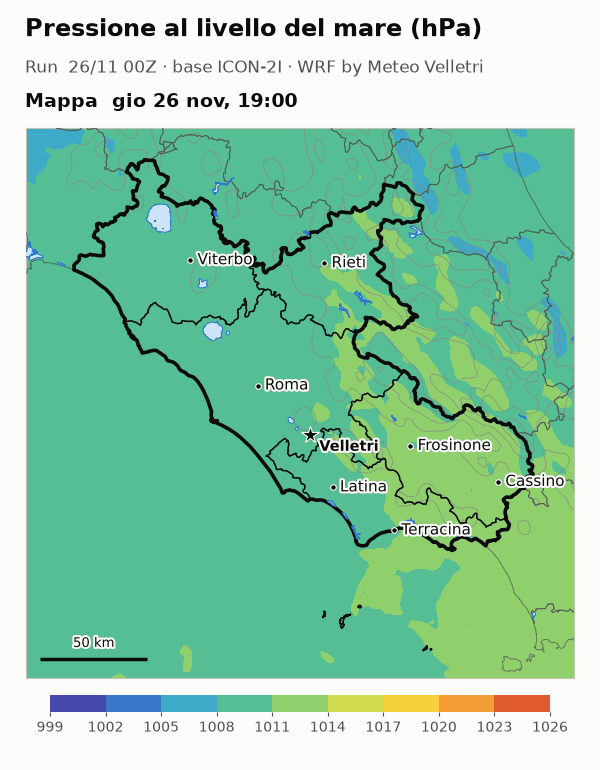 Pressione al livello del mare (hPa)
Run 26/11 00Z · base ICON-2I · WRF by Meteo Velletri
Mappa gio 26 nov, 19:00
Viterbo
Rieti
Roma
Velletri
Frosinone
Latina
Cassino
Terracina
50 km
999 1002 1005 1008 1011 1014 1017 1020 1023 1026